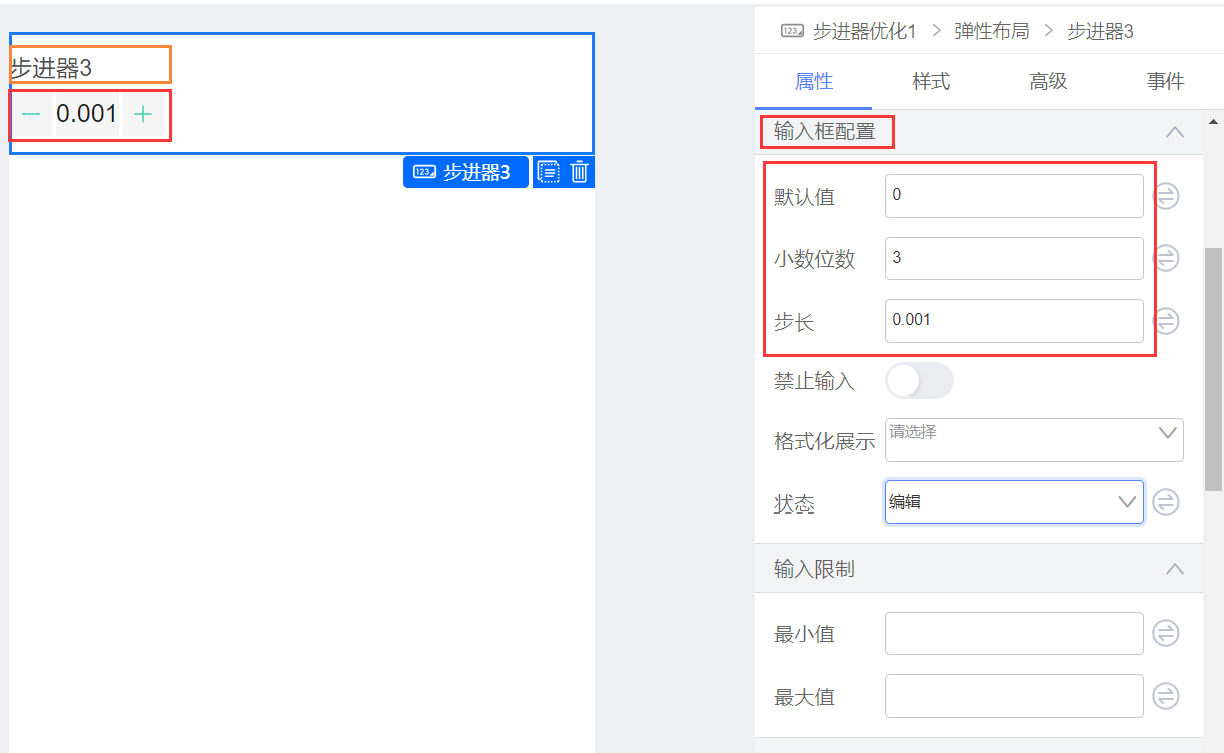 步进器3
0.001
步进器3
步进器优化1 > 弹性布局 > 步进器3
属性 样式 高级 事件
输入框配置
默认值 0
小数位数 3
步长 0.001
禁止输入
格式化展示 请选择
状态 编辑
输入限制
最小值
最大值